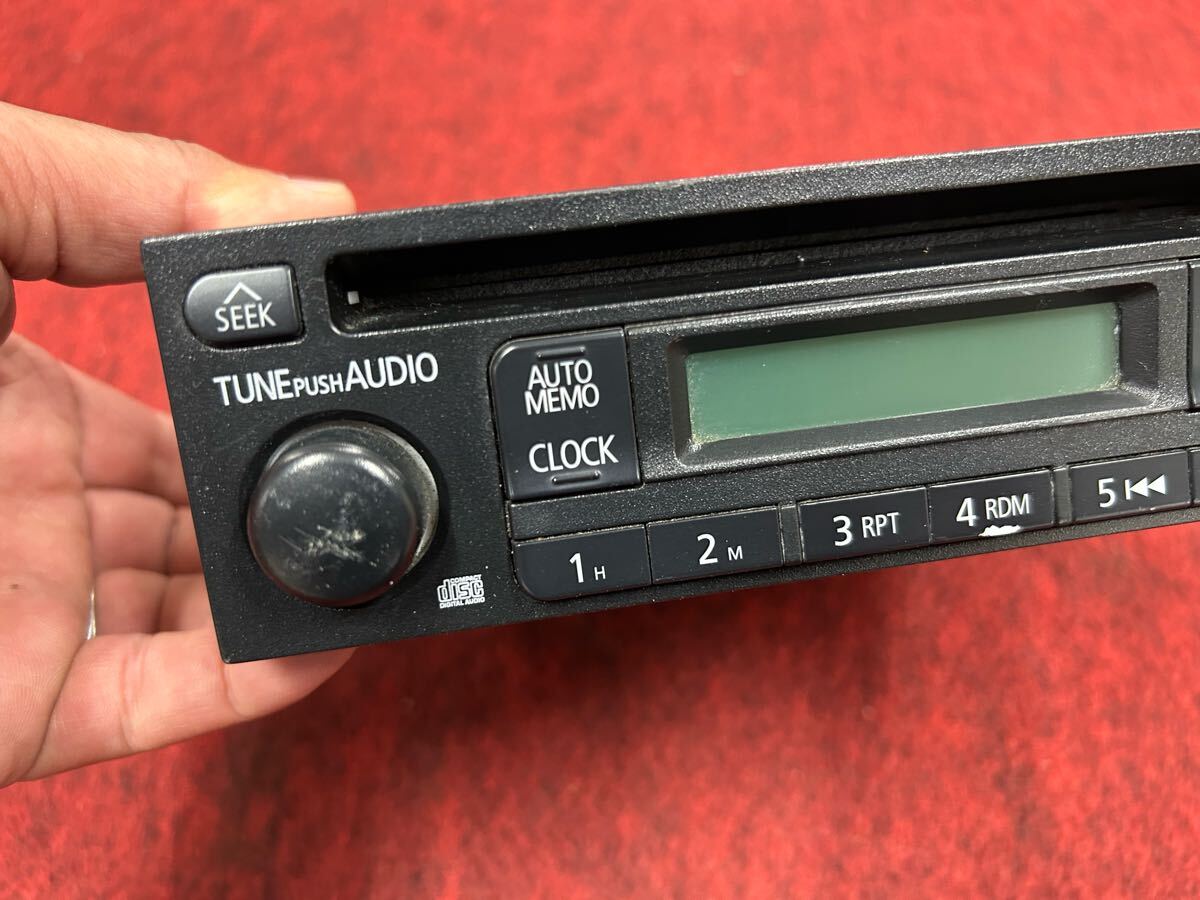 SEEK
TUNE PUSH AUDIO
AUTO
MEMO
CLOCK
1 H
2 M
3 RPT
4 RDM
5
COMPACT
disc
DIGITAL AUDIO